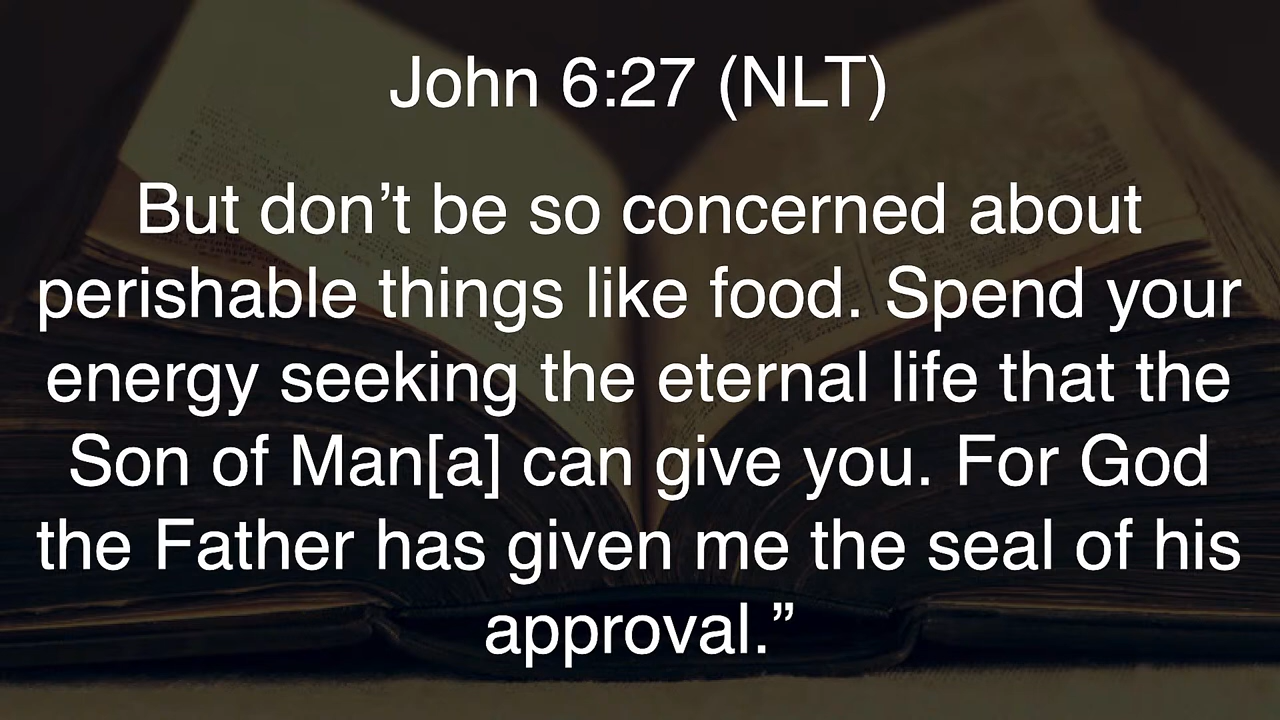 John 6:27 (NLT)
But don’t be so concerned about
perishable things like food. Spend your
energy seeking the eternal life that the
Son of Man[a] can give you. For God
the Father has given me the seal of his
approval.”